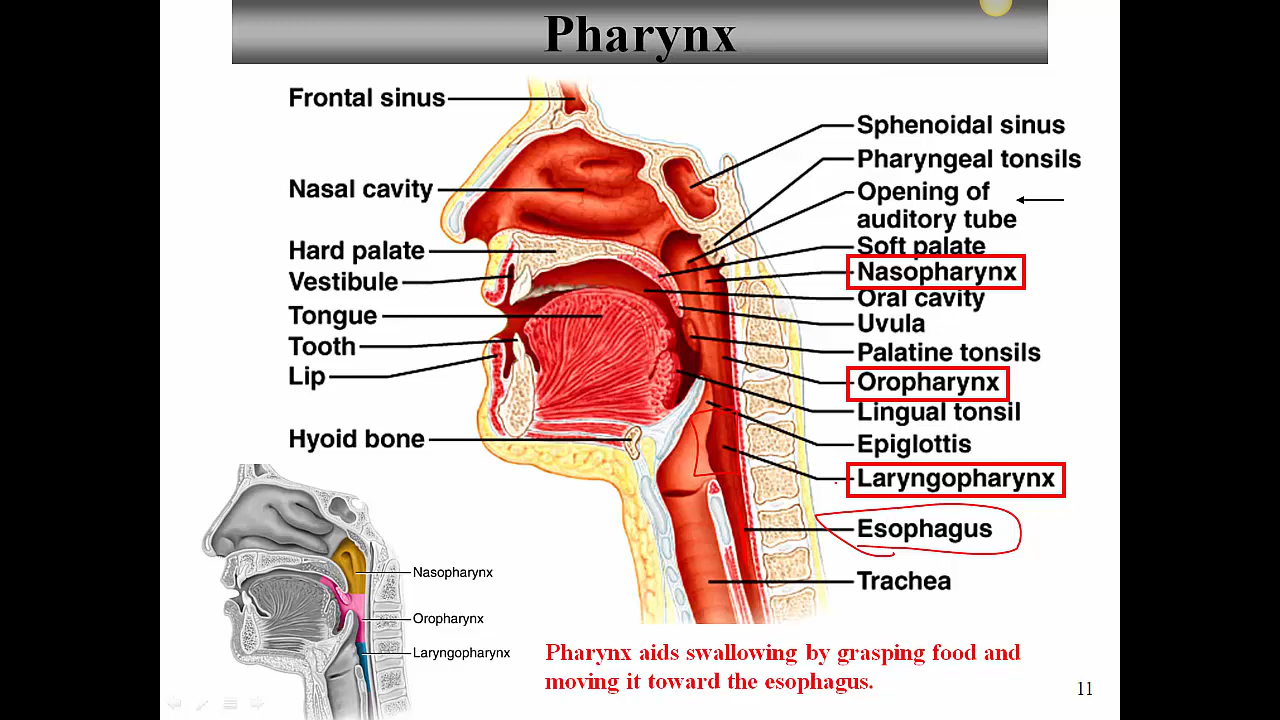 Pharynx
Frontal sinus
Nasal cavity
Hard palate
Vestibule
Tongue
Tooth
Lip
Hyoid bone
Sphenoidal sinus
Pharyngeal tonsils
Opening of
auditory tube
Soft palate
Nasopharynx
Oral cavity
Uvula
Palatine tonsils
Oropharynx
Lingual tonsil
Epiglottis
Laryngopharynx
Esophagus
Trachea
Nasopharynx
Oropharynx
Laryngopharynx
Pharynx aids swallowing by grasping food and
moving it toward the esophagus.
11